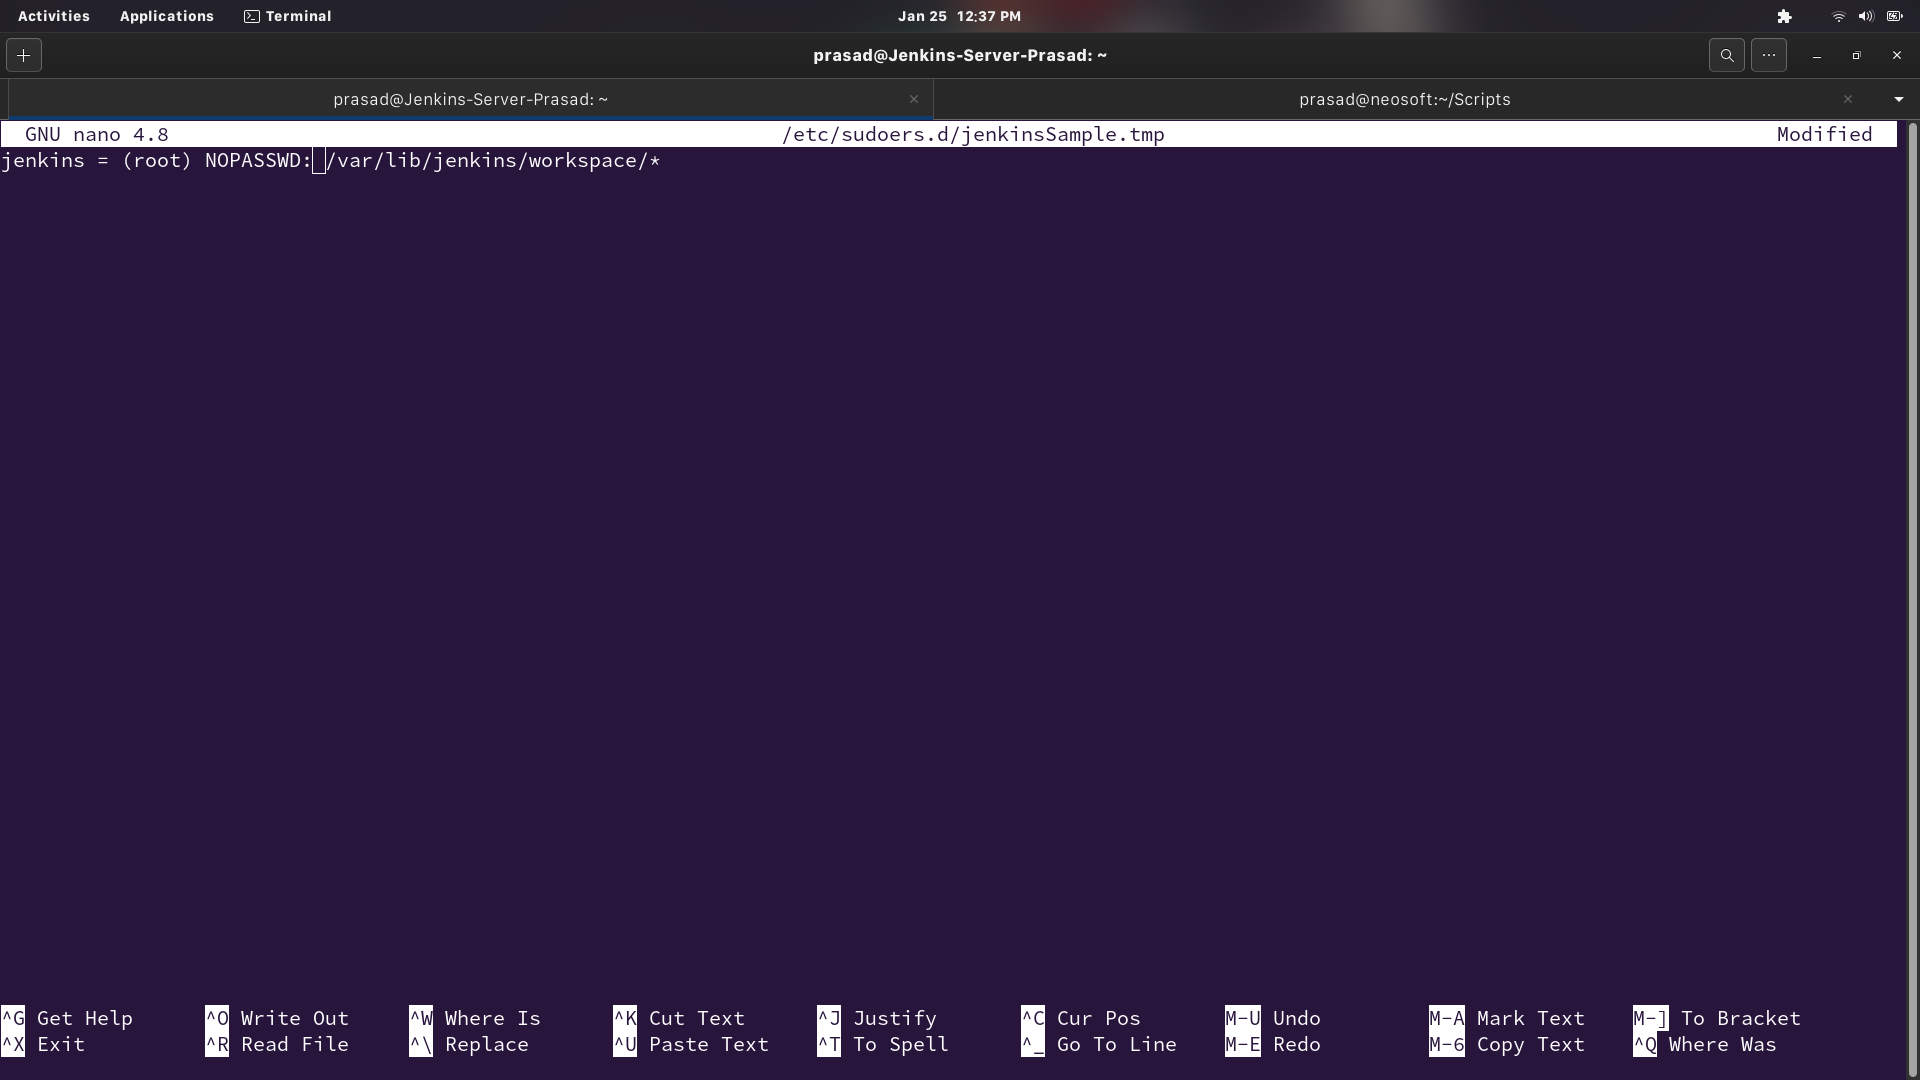 Activities Applications Terminal Jan 25 12:37 PM
prasad@Jenkins-Server-Prasad: ~
prasad@Jenkins-Server-Prasad: ~ prasad@neosoft:~/Scripts
GNU nano 4.8 /etc/sudoers.d/jenkinsSample.tmp Modified
jenkins = (root) NOPASSWD: /var/lib/jenkins/workspace/*
^G Get Help ^O Write Out ^W Where Is ^K Cut Text ^J Justify ^C Cur Pos M-U Undo M-A Mark Text M-] To Bracket
^X Exit ^R Read File ^\ Replace ^U Paste Text ^T To Spell ^_ Go To Line M-E Redo M-6 Copy Text ^Q Where Was